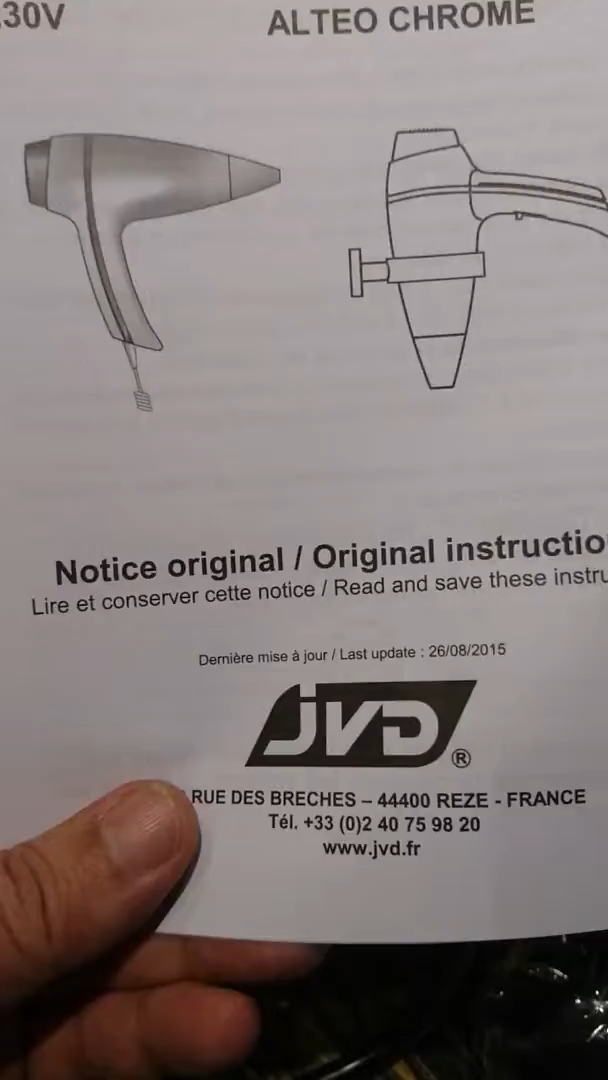 30V
ALTEO CHROME
Notice original / Original instructio
Lire et conserver cette notice / Read and save these instru
Dernière mise à jour / Last update : 26/08/2015
JVD ®
RUE DES BRECHES – 44400 REZE - FRANCE
Tél. +33 (0)2 40 75 98 20
www.jvd.fr